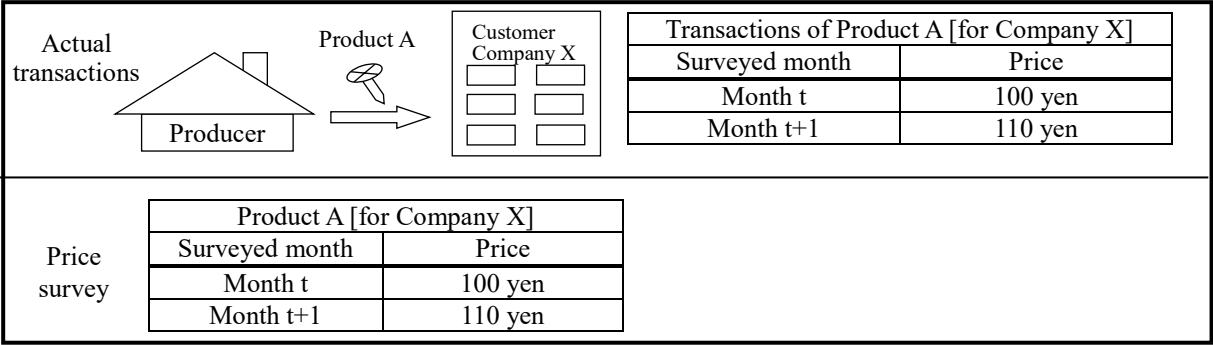 Actual
transactions
Product A
Producer
Customer
Company X
Transactions of Product A [for Company X]
Surveyed month Price
Month t 100 yen
Month t+1 110 yen
Price
survey
Product A [for Company X]
Surveyed month Price
Month t 100 yen
Month t+1 110 yen